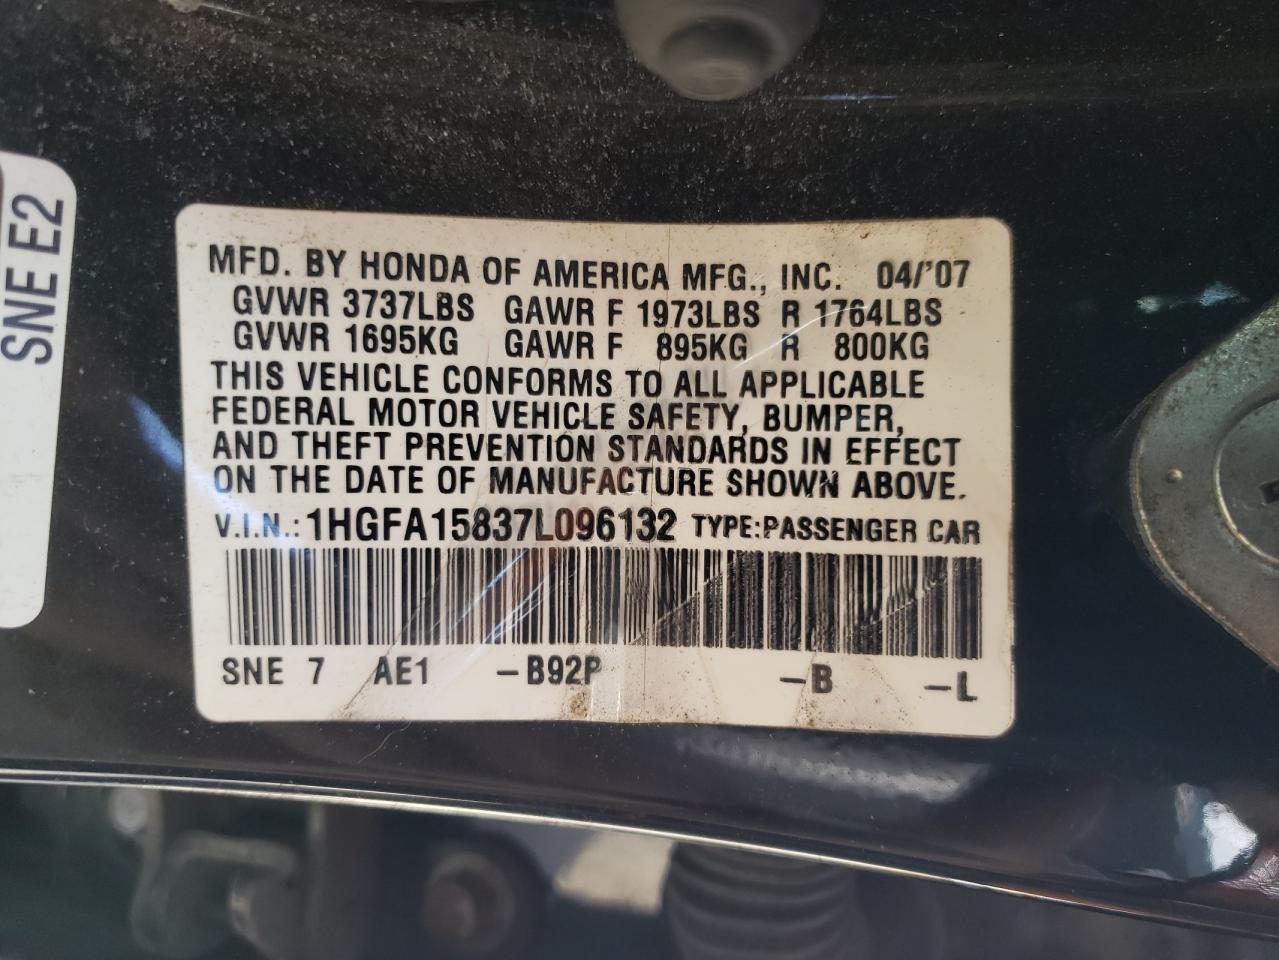 SNE E2
MFD. BY HONDA OF AMERICA MFG., INC. 04/'07
GVWR 3737LBS GAWR F 1973LBS R 1764LBS
GVWR 1695KG GAWR F 895KG R 800KG
THIS VEHICLE CONFORMS TO ALL APPLICABLE
FEDERAL MOTOR VEHICLE SAFETY, BUMPER,
AND THEFT PREVENTION STANDARDS IN EFFECT
ON THE DATE OF MANUFACTURE SHOWN ABOVE.
V.I.N.: 1HGFA15837L096132 TYPE:PASSENGER CAR
SNE 7 AE1 -B92P -B -L